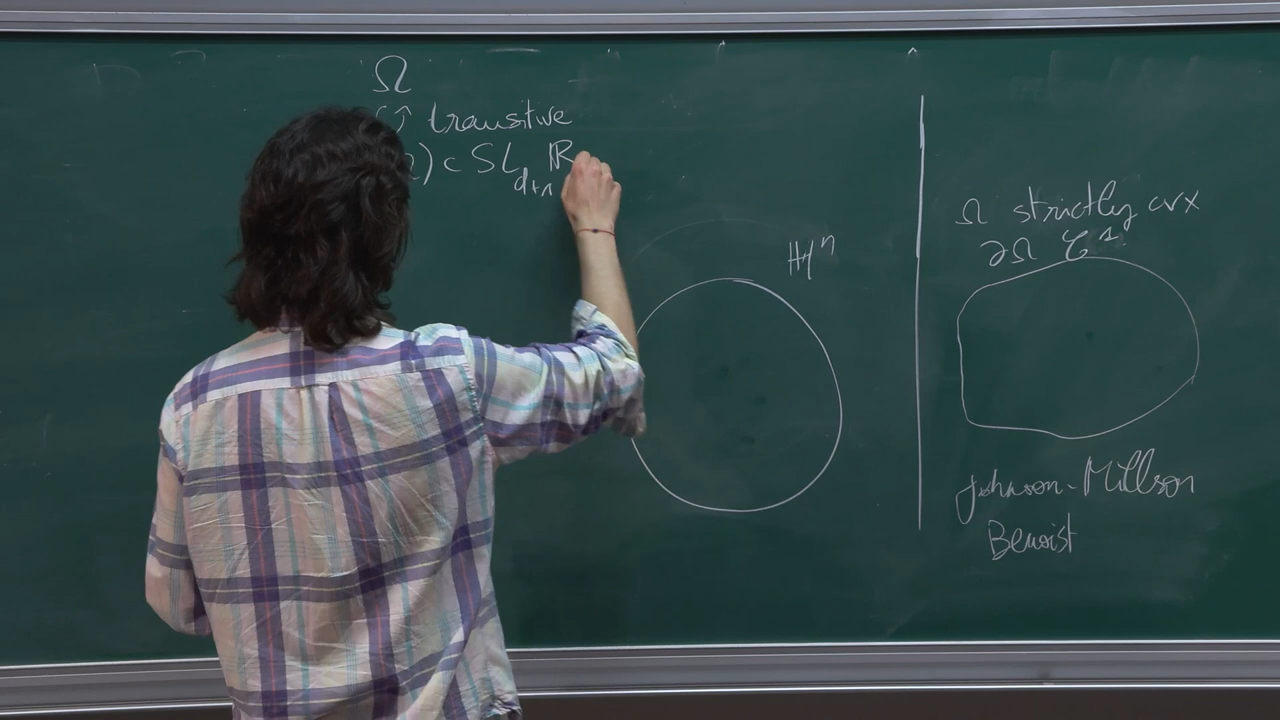 Ω
↻ transitive
) ⊂ SL_{d+1} ℝ
ℍ^n
Ω strictly cvx
∂Ω 𝒞^1
Johnson-Millson
Benoist